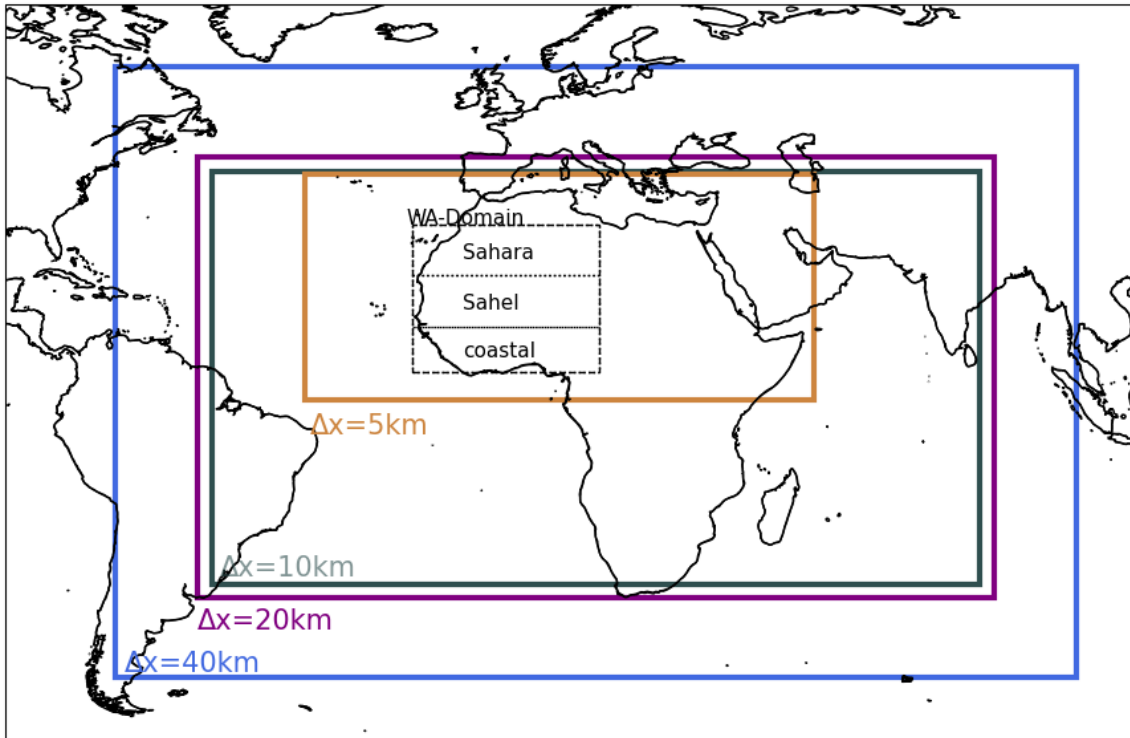 WA-Domain
Sahara
Sahel
coastal
Δx=5km
Δx=10km
Δx=20km
Δx=40km